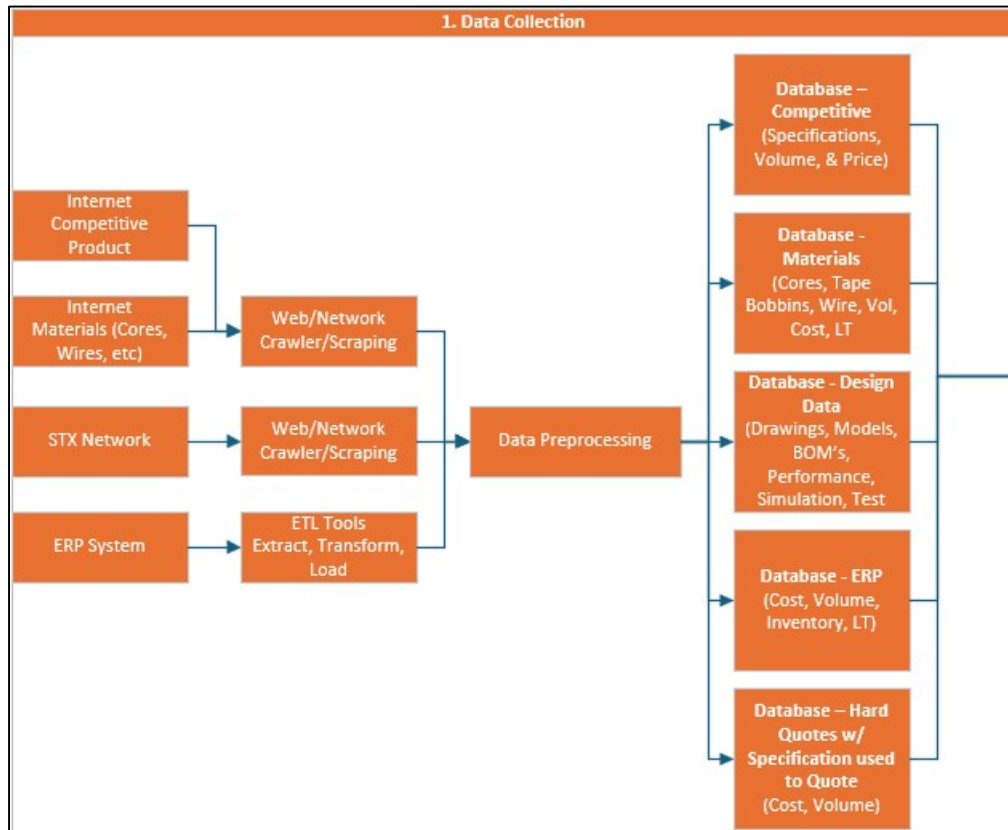 1. Data Collection
Internet
Competitive
Product
Internet
Materials (Cores,
Wires, etc)
STX Network
ERP System
Web/Network
Crawler/Scraping
Web/Network
Crawler/Scraping
ETL Tools
Extract, Transform,
Load
Data Preprocessing
Database –
Competitive
(Specifications,
Volume, & Price)
Database -
Materials
(Cores, Tape
Bobbins, Wire, Vol,
Cost, LT
Database - Design
Data
(Drawings, Models,
BOM's,
Performance,
Simulation, Test
Database - ERP
(Cost, Volume,
Inventory, LT)
Database – Hard
Quotes w/
Specification used
to Quote
(Cost, Volume)